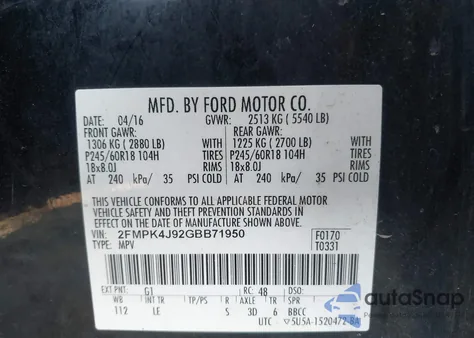 MFD. BY FORD MOTOR CO.
DATE: 04/16 GVWR: 2513 KG ( 5540 LB)
FRONT GAWR: REAR GAWR:
1306 KG ( 2880 LB) WITH 1225 KG ( 2700 LB) WITH
P245/60R18 104H TIRES P245/60R18 104H TIRES
18x8.0J RIMS 18x8.0J RIMS
AT 240 kPa/ 35 PSI COLD AT 240 kPa/ 35 PSI COLD
THIS VEHICLE CONFORMS TO ALL APPLICABLE FEDERAL MOTOR
VEHICLE SAFETY AND BUMPER STANDARDS IN
EFFECT ON THE DATE OF MANUFACTURE SHOWN ABOVE.
VIN: 2FMPK4J92GBB71950 F0170
TYPE: MPV T0331
EXT PNT: G1 RC: 48 DSO:
WB INT TR TP/PS R AXLE TR SPR
112 LE S 3D 6 BBCC
UTC ▽5U5A-1520472-BA
autoSnap